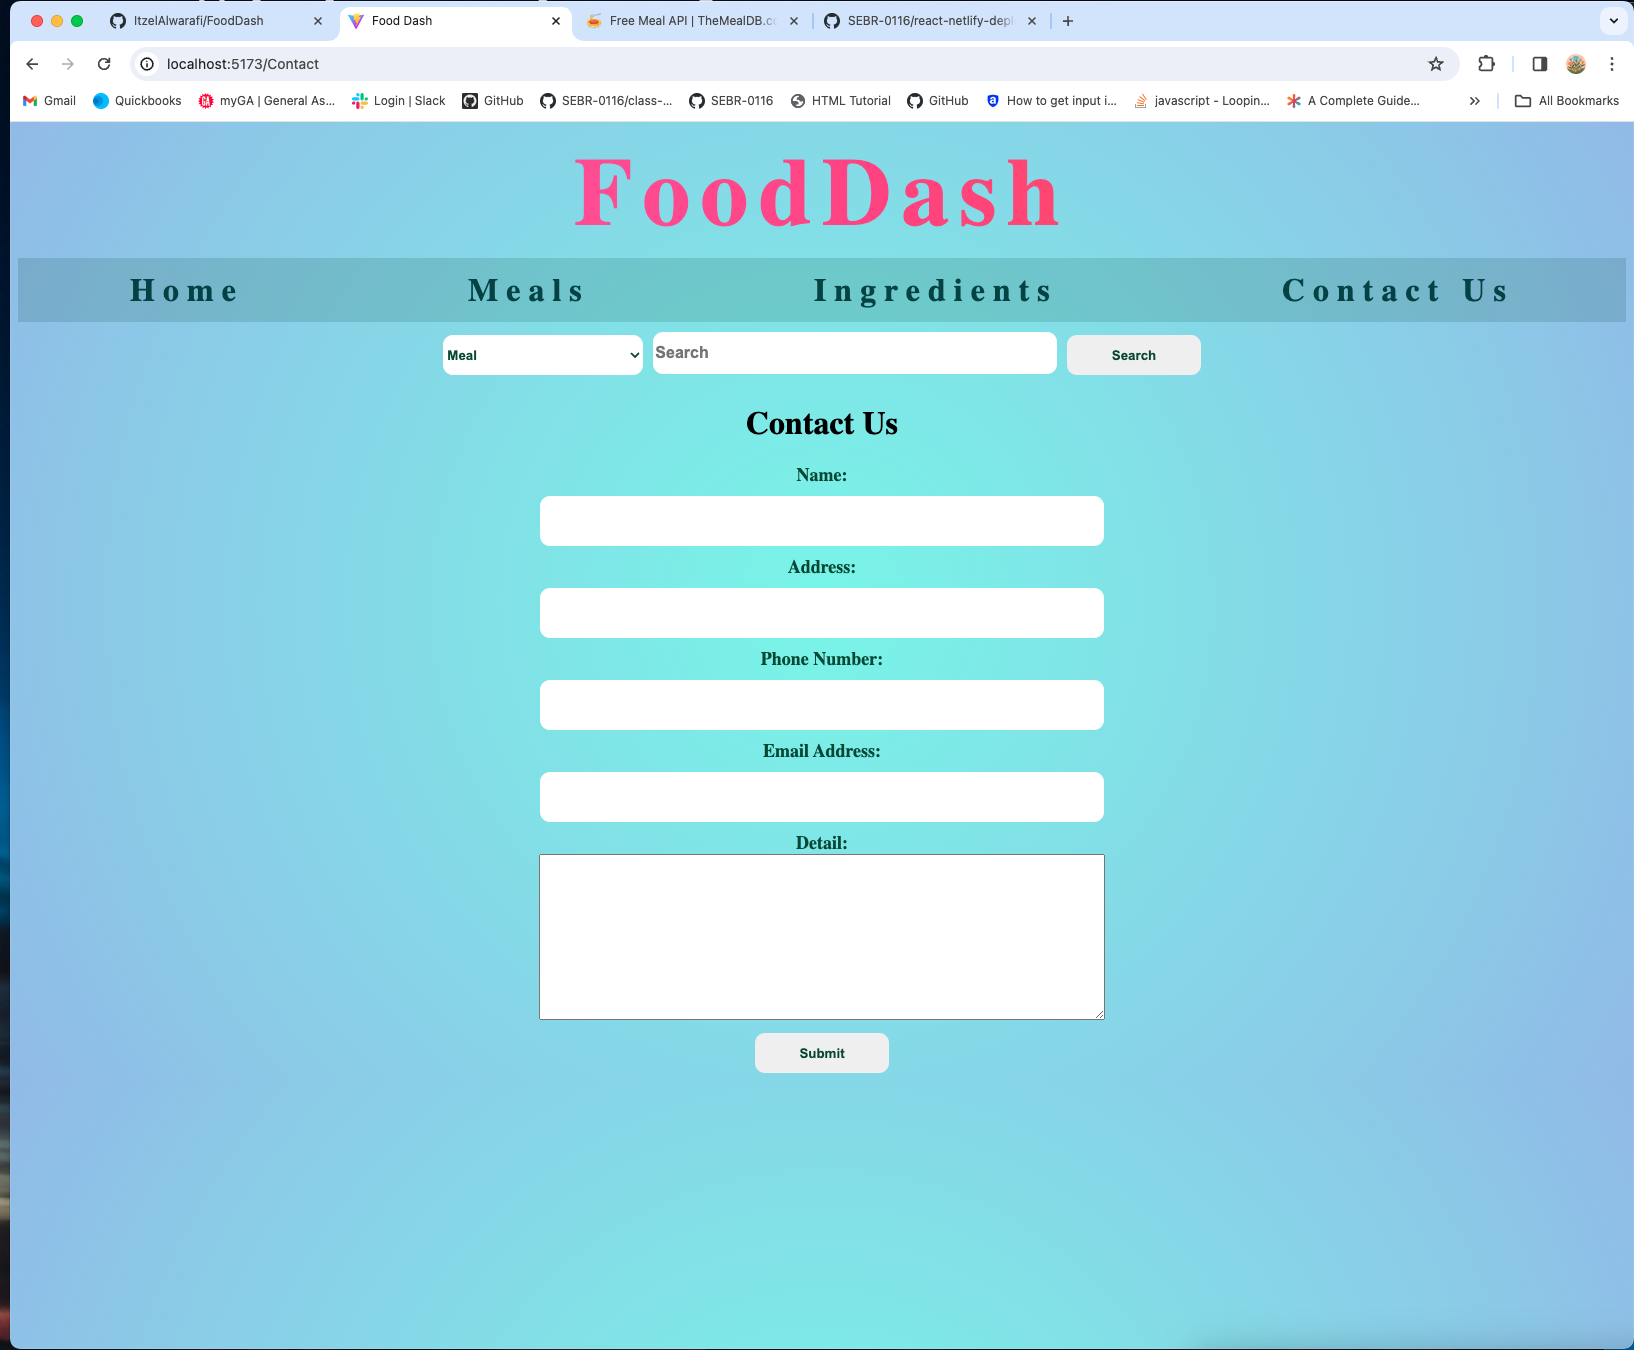 ItzelAlwarafi/FoodDash
Food Dash
Free Meal API | TheMealDB.co
SEBR-0116/react-netlify-depl
localhost:5173/Contact
Gmail
Quickbooks
myGA | General As...
Login | Slack
GitHub
SEBR-0116/class-...
SEBR-0116
HTML Tutorial
GitHub
How to get input i...
javascript - Loopin...
A Complete Guide...
All Bookmarks
FoodDash
Home Meals Ingredients Contact Us
Meal Search Search
Contact Us
Name:
Address:
Phone Number:
Email Address:
Detail:
Submit